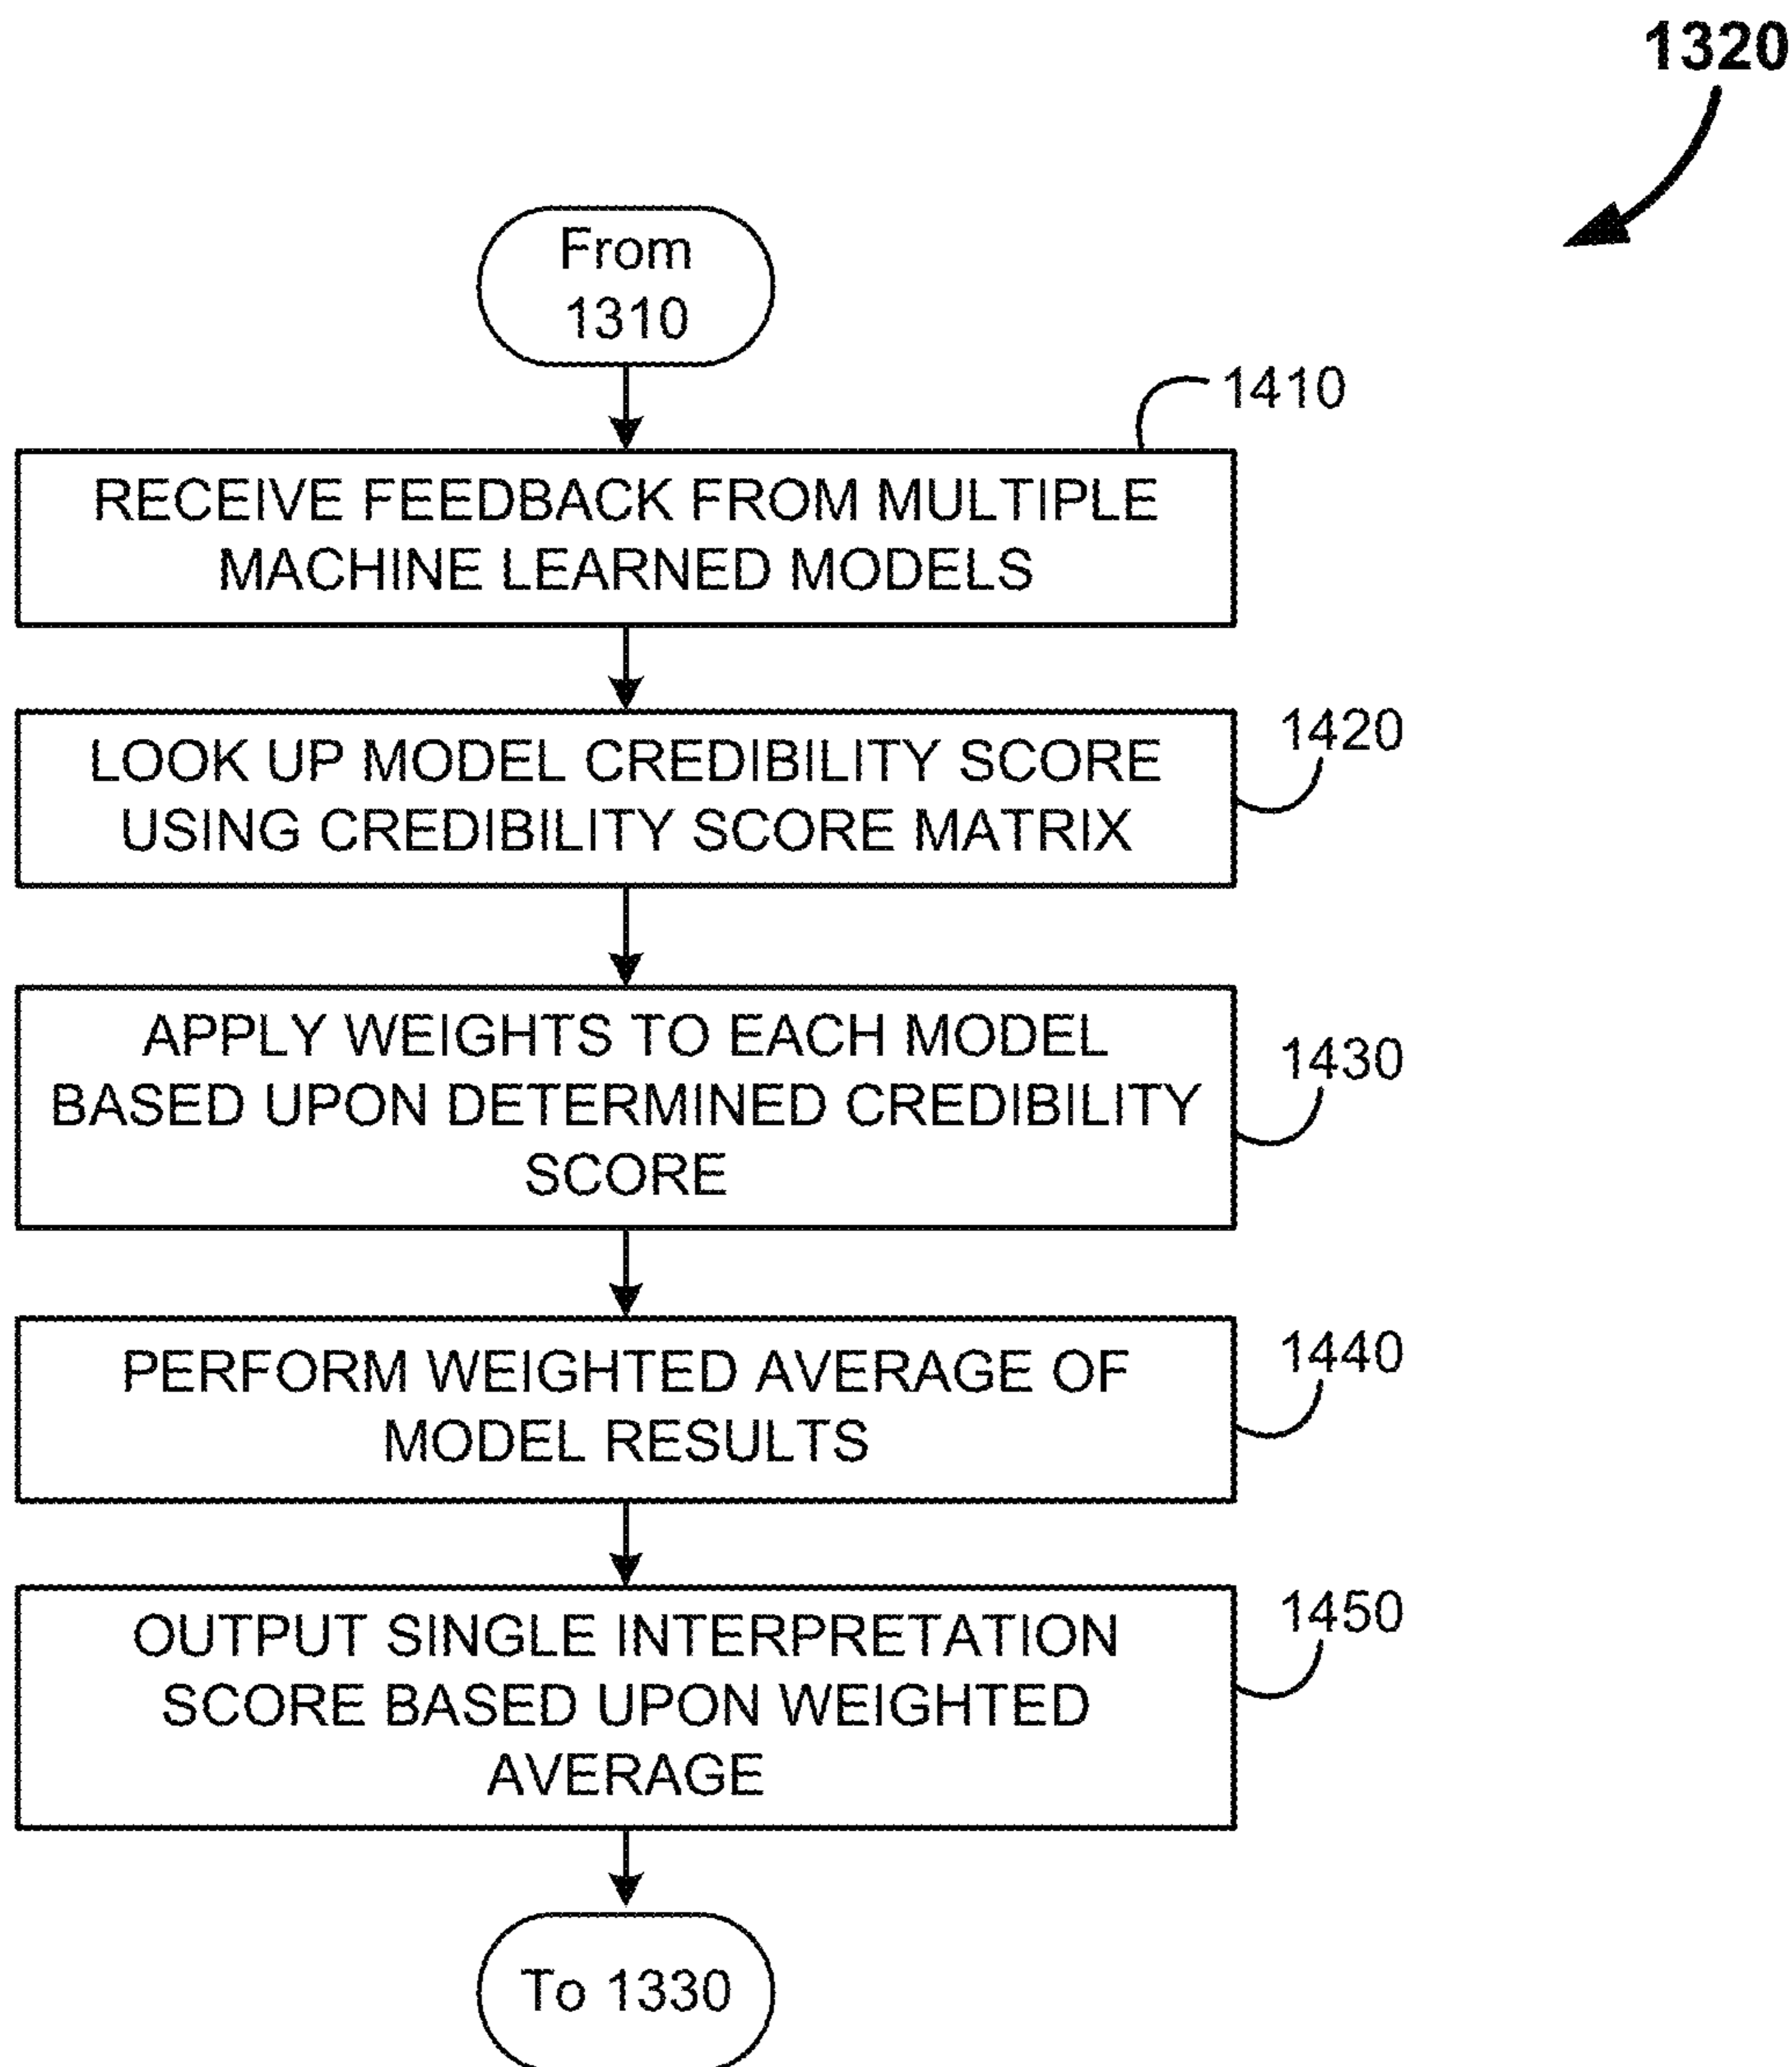 1320
From
1310
1410
RECEIVE FEEDBACK FROM MULTIPLE
MACHINE LEARNED MODELS
1420
LOOK UP MODEL CREDIBILITY SCORE
USING CREDIBILITY SCORE MATRIX
1430
APPLY WEIGHTS TO EACH MODEL
BASED UPON DETERMINED CREDIBILITY
SCORE
1440
PERFORM WEIGHTED AVERAGE OF
MODEL RESULTS
1450
OUTPUT SINGLE INTERPRETATION
SCORE BASED UPON WEIGHTED
AVERAGE
To 1330